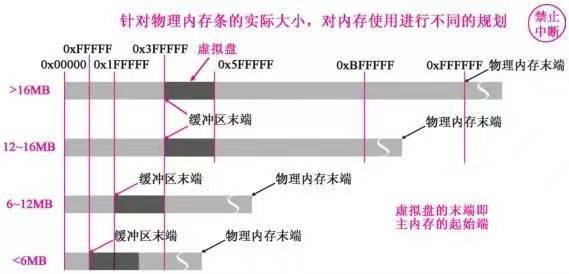 针对物理内存条的实际大小，对内存使用进行不同的规划
禁止
中断
0xFFFFF 0x3FFFFF 虚拟盘
0x00000 0x1FFFFF 0x5FFFFF 0xBFFFFF 0xFFFFFF 物理内存末端
>16MB
缓冲区末端
物理内存末端
12~16MB
缓冲区末端 物理内存末端
6~12MB
虚拟盘的末端即
主内存的起始端
缓冲区末端 物理内存末端
<6MB